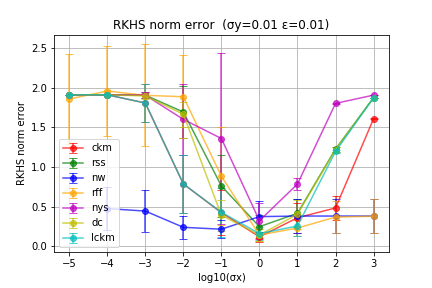 RKHS norm error (σy=0.01 ε=0.01)
RKHS norm error
2.5
2.0
1.5
1.0
0.5
0.0
ckm
rss
nw
rff
nys
dc
lckm
−5 −4 −3 −2 −1 0 1 2 3
log10(σx)